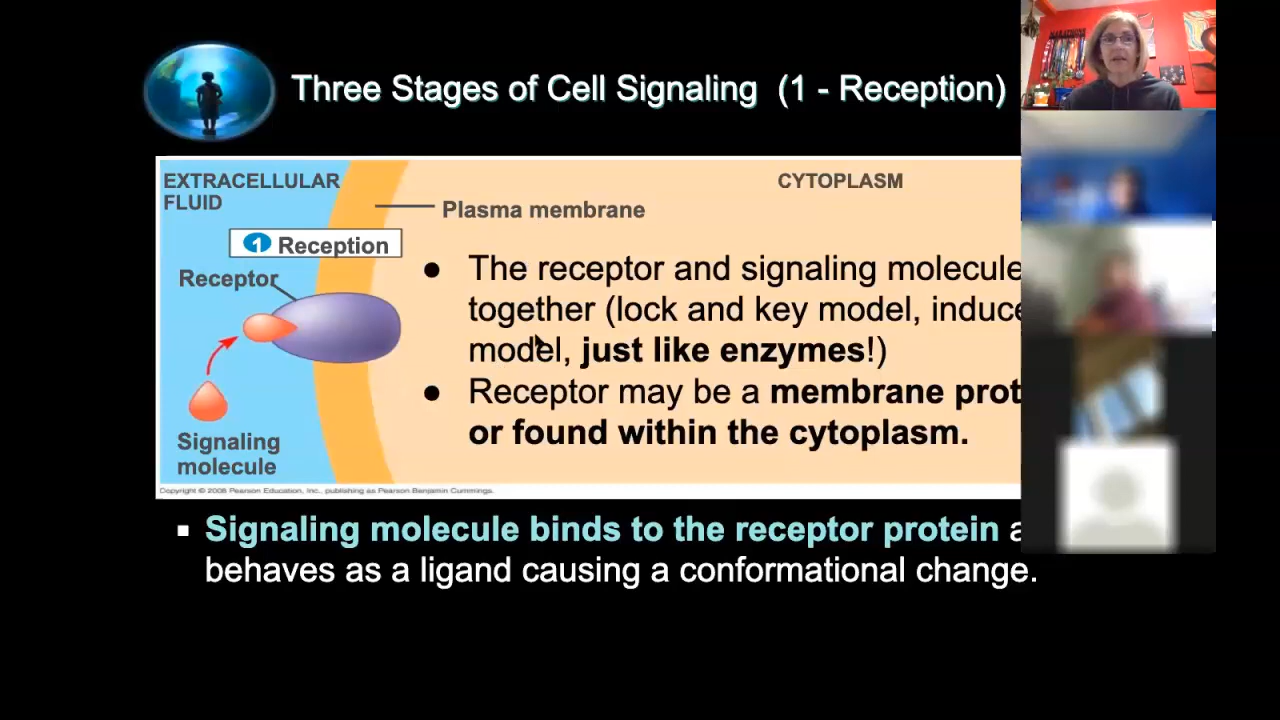 Three Stages of Cell Signaling (1 - Reception)
EXTRACELLULAR
FLUID
CYTOPLASM
Plasma membrane
1 Reception
Receptor
● The receptor and signaling molecule
together (lock and key model, induce
model, just like enzymes!)
● Receptor may be a membrane prot
or found within the cytoplasm.
Signaling
molecule
Copyright © 2008 Pearson Education, Inc., publishing as Pearson Benjamin Cummings.
▪ Signaling molecule binds to the receptor protein a
behaves as a ligand causing a conformational change.